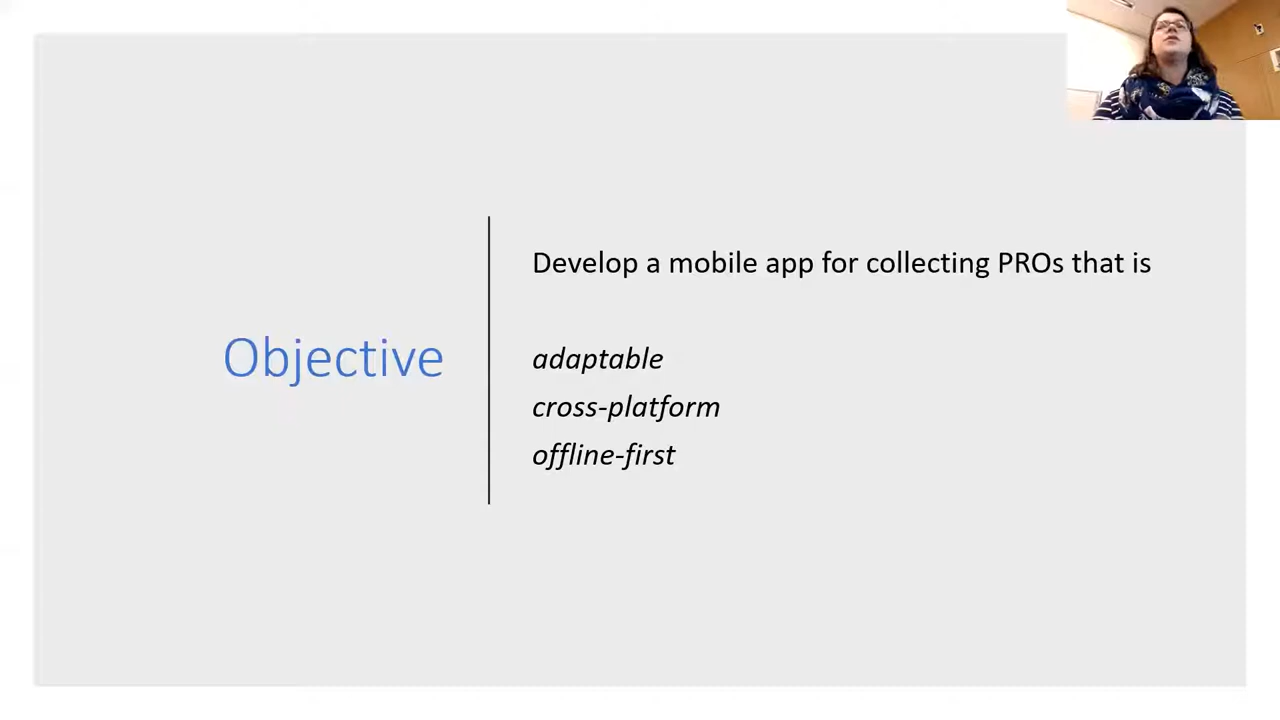 Objective
Develop a mobile app for collecting PROs that is
adaptable
cross-platform
offline-first